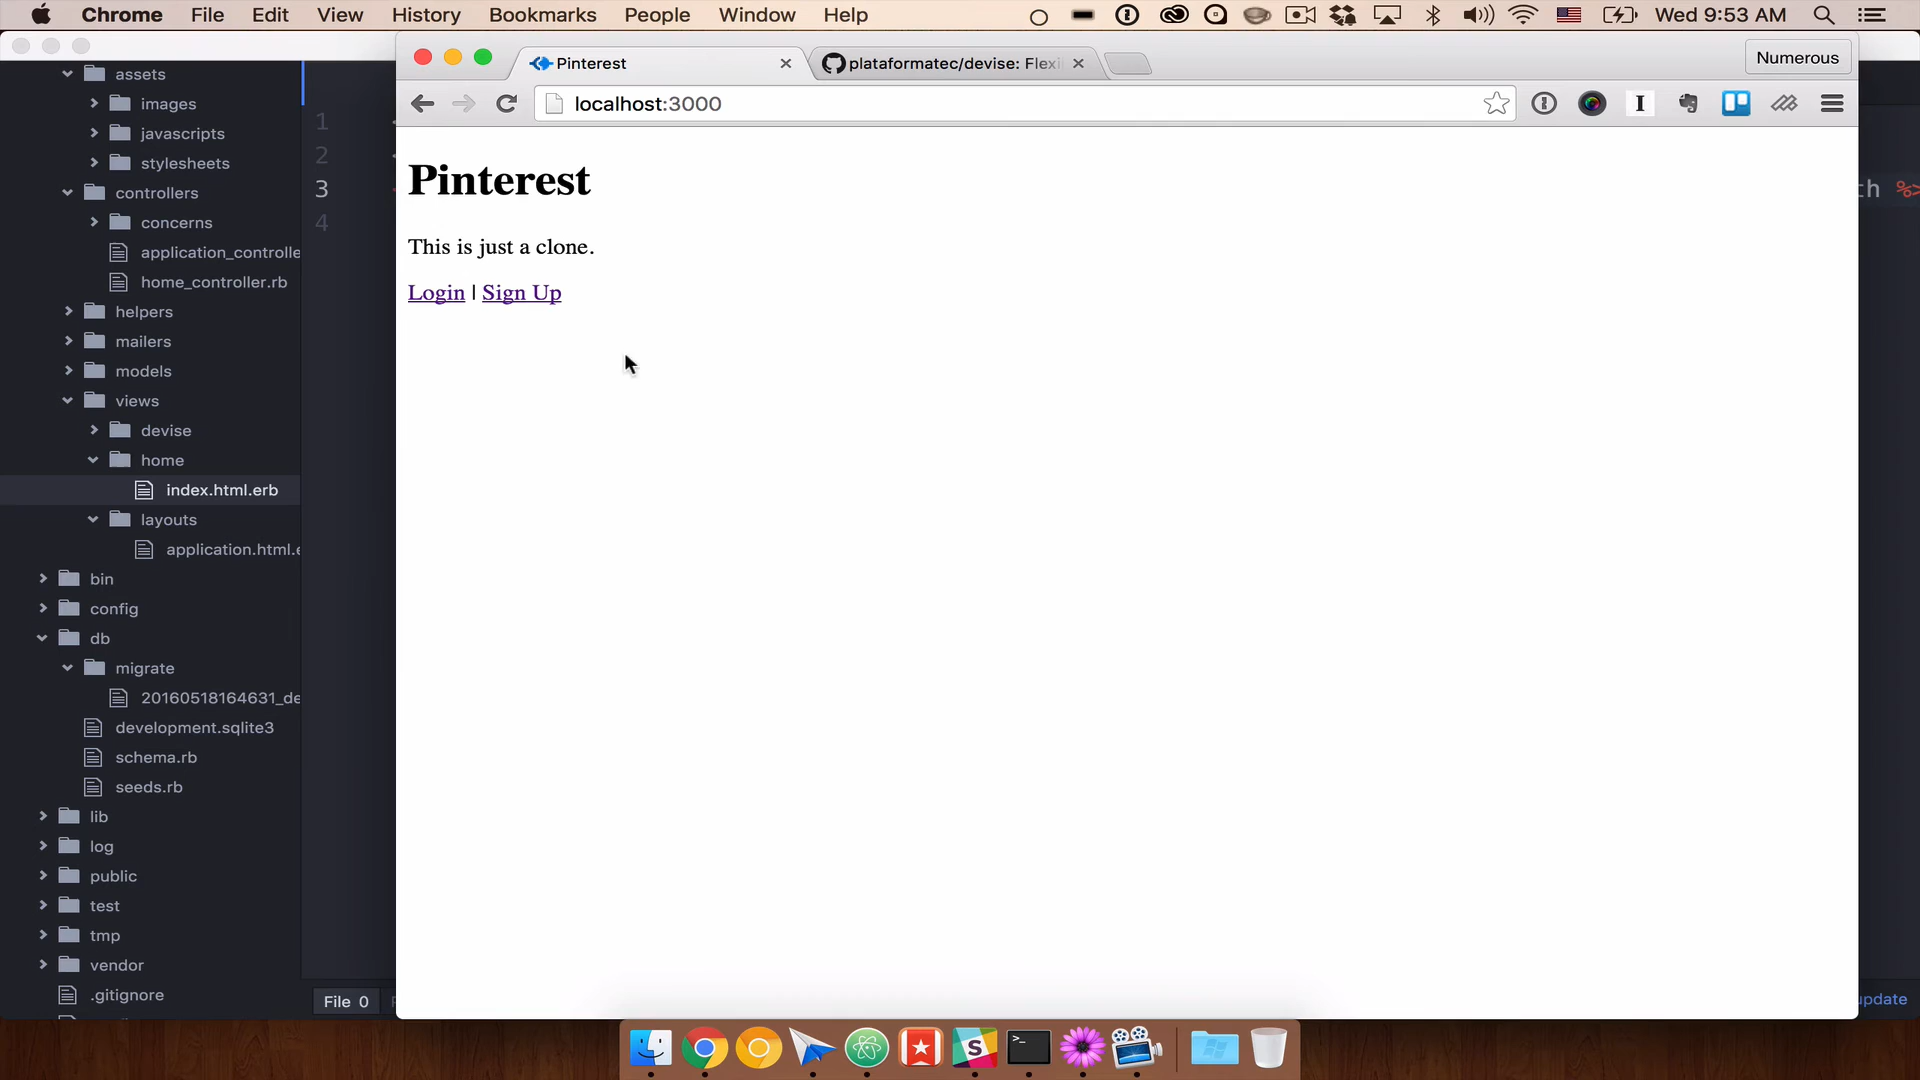 Chrome File Edit View History Bookmarks People Window Help
Wed 9:53 AM
Pinterest
plataformatec/devise: Flexi
Numerous
localhost:3000
Pinterest
This is just a clone.
Login | Sign Up
assets
images
javascripts
stylesheets
controllers
concerns
application_controlle
home_controller.rb
helpers
mailers
models
views
devise
home
index.html.erb
layouts
application.html.e
bin
config
db
migrate
20160518164631_de
development.sqlite3
schema.rb
seeds.rb
lib
log
public
test
tmp
vendor
.gitignore
1
2
3
4
th %>
File 0
update